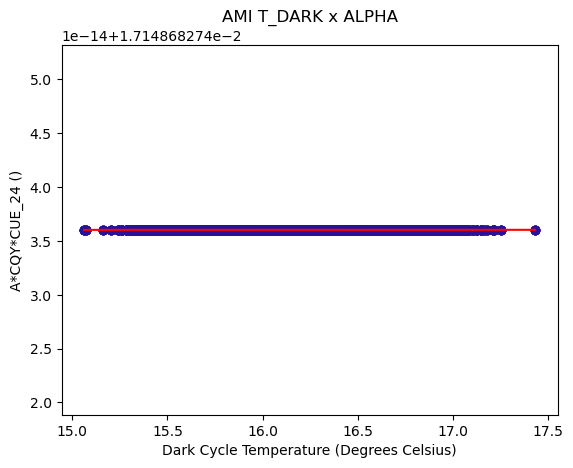 AMI T_DARK x ALPHA
1e−14+1.714868274e−2
5.0
4.5
4.0
3.5
3.0
2.5
2.0
A*CQY*CUE_24 ()
15.0 15.5 16.0 16.5 17.0 17.5
Dark Cycle Temperature (Degrees Celsius)